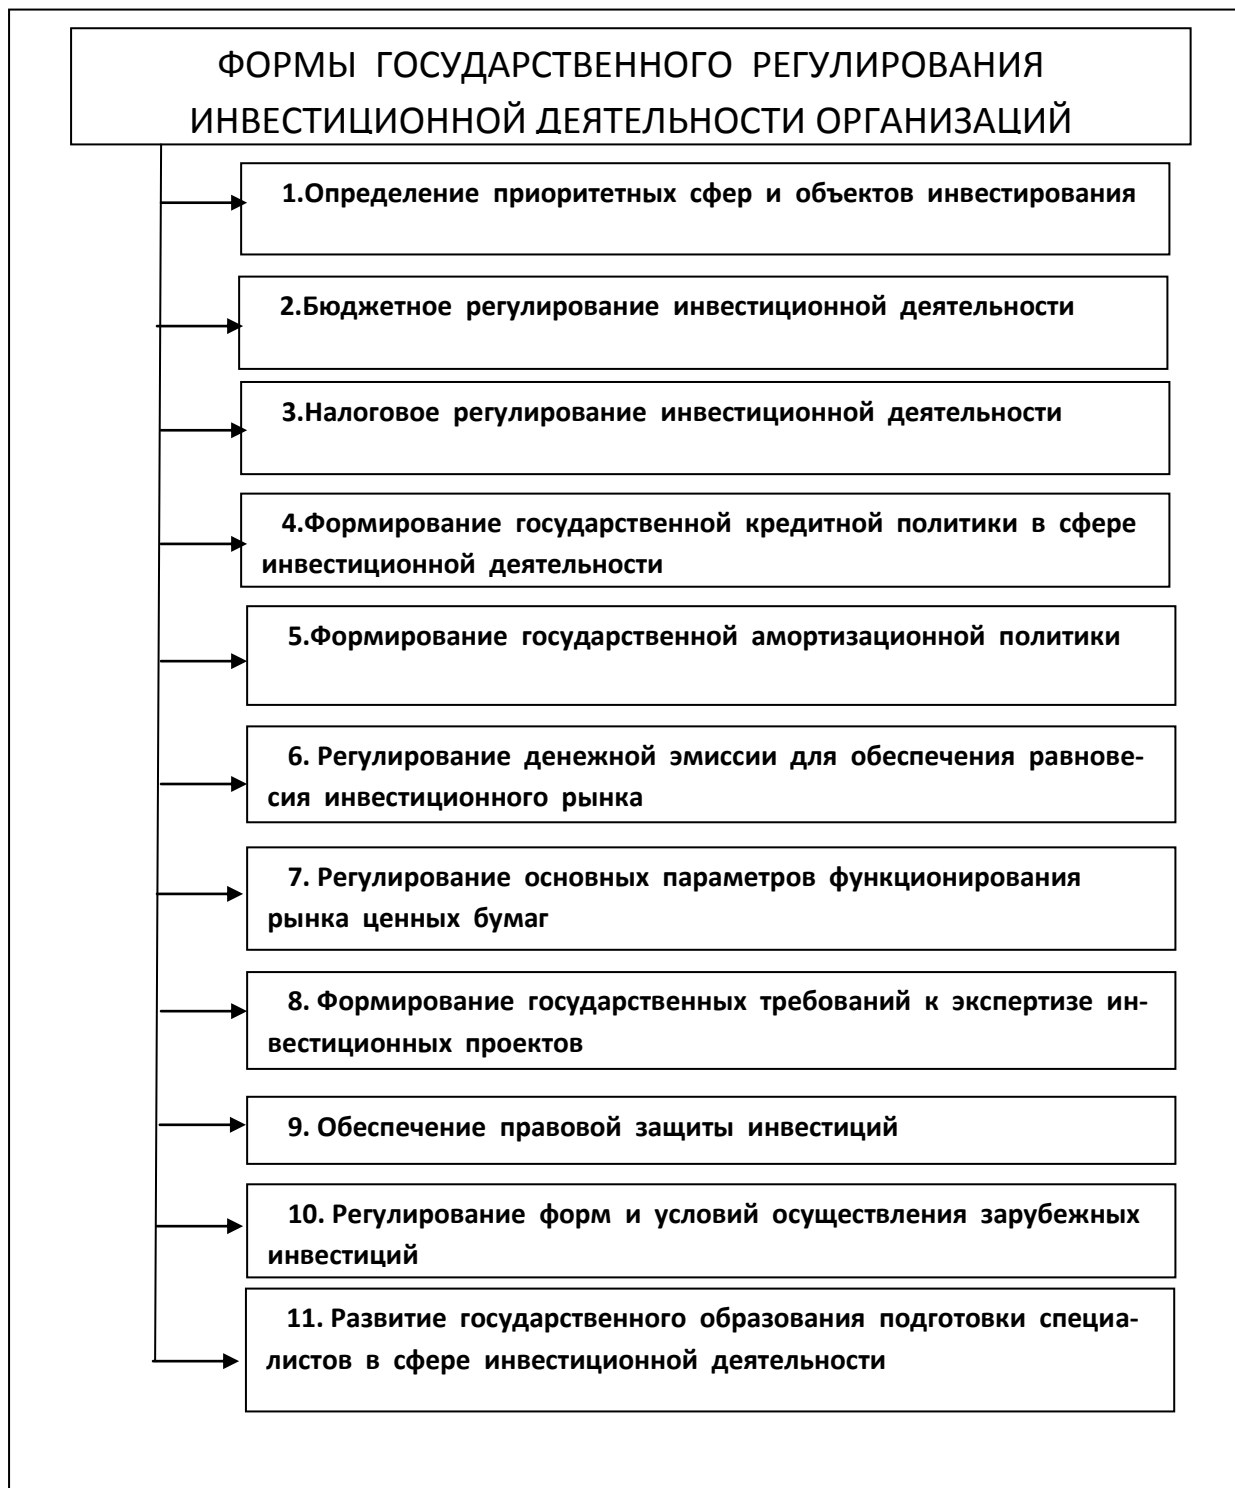 ФОРМЫ ГОСУДАРСТВЕННОГО РЕГУЛИРОВАНИЯ
ИНВЕСТИЦИОННОЙ ДЕЯТЕЛЬНОСТИ ОРГАНИЗАЦИЙ
1.Определение приоритетных сфер и объектов инвестирования
2.Бюджетное регулирование инвестиционной деятельности
3.Налоговое регулирование инвестиционной деятельности
4.Формирование государственной кредитной политики в сфере
инвестиционной деятельности
5.Формирование государственной амортизационной политики
6. Регулирование денежной эмиссии для обеспечения равнове-
сия инвестиционного рынка
7. Регулирование основных параметров функционирования
рынка ценных бумаг
8. Формирование государственных требований к экспертизе ин-
вестиционных проектов
9. Обеспечение правовой защиты инвестиций
10. Регулирование форм и условий осуществления зарубежных
инвестиций
11. Развитие государственного образования подготовки специа-
листов в сфере инвестиционной деятельности